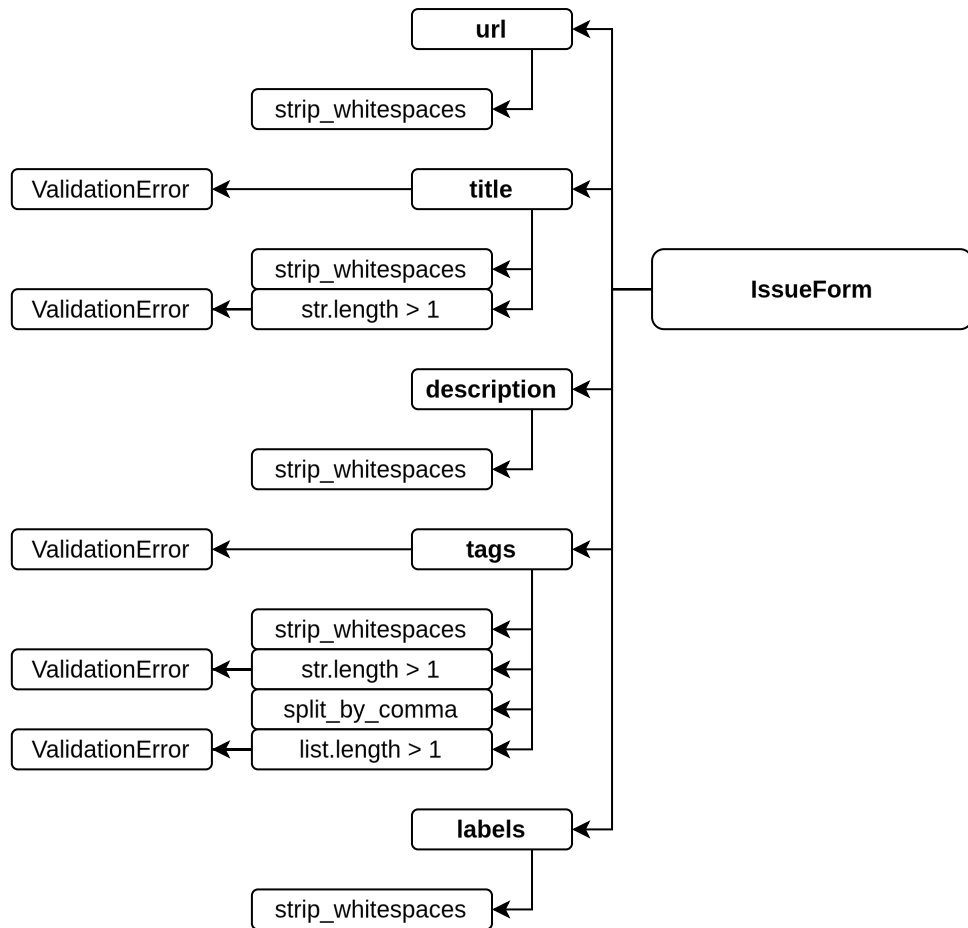 url
strip_whitespaces
ValidationError
title
strip_whitespaces
IssueForm
ValidationError
str.length > 1
description
strip_whitespaces
ValidationError
tags
strip_whitespaces
ValidationError
str.length > 1
split_by_comma
ValidationError
list.length > 1
labels
strip_whitespaces